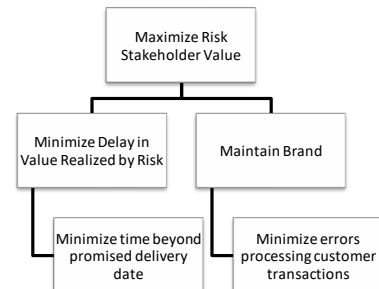 Maximize Risk
Stakeholder Value
Minimize Delay in
Value Realized by Risk
Maintain Brand
Minimize time beyond
promised delivery
date
Minimize errors
processing customer
transactions